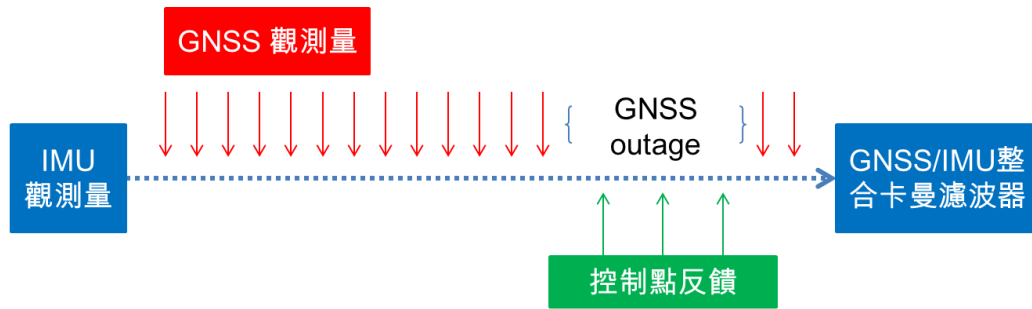 GNSS 觀測量
GNSS
outage
IMU
觀測量
GNSS/IMU整
合卡曼濾波器
控制點反饋